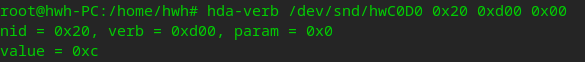 root@hwh-PC:/home/hwh# hda-verb /dev/snd/hwC0D0 0x20 0xd00 0x00
nid = 0x20, verb = 0xd00, param = 0x0
value = 0xc